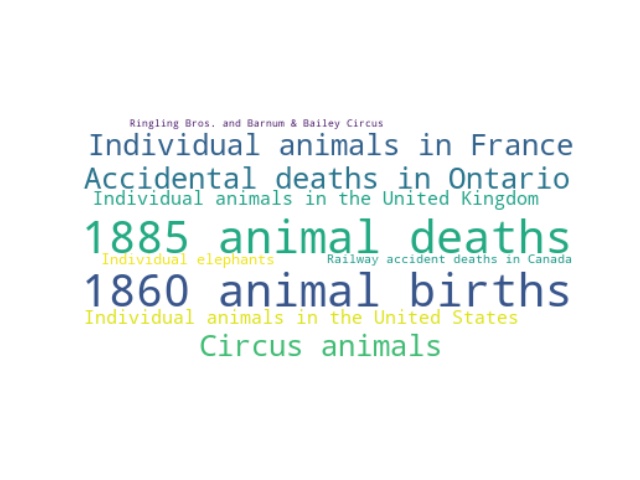 Ringling Bros. and Barnum & Bailey Circus
Individual animals in France
Accidental deaths in Ontario
Individual animals in the United Kingdom
1885 animal deaths
Individual elephants
Railway accident deaths in Canada
1860 animal births
Individual animals in the United States
Circus animals